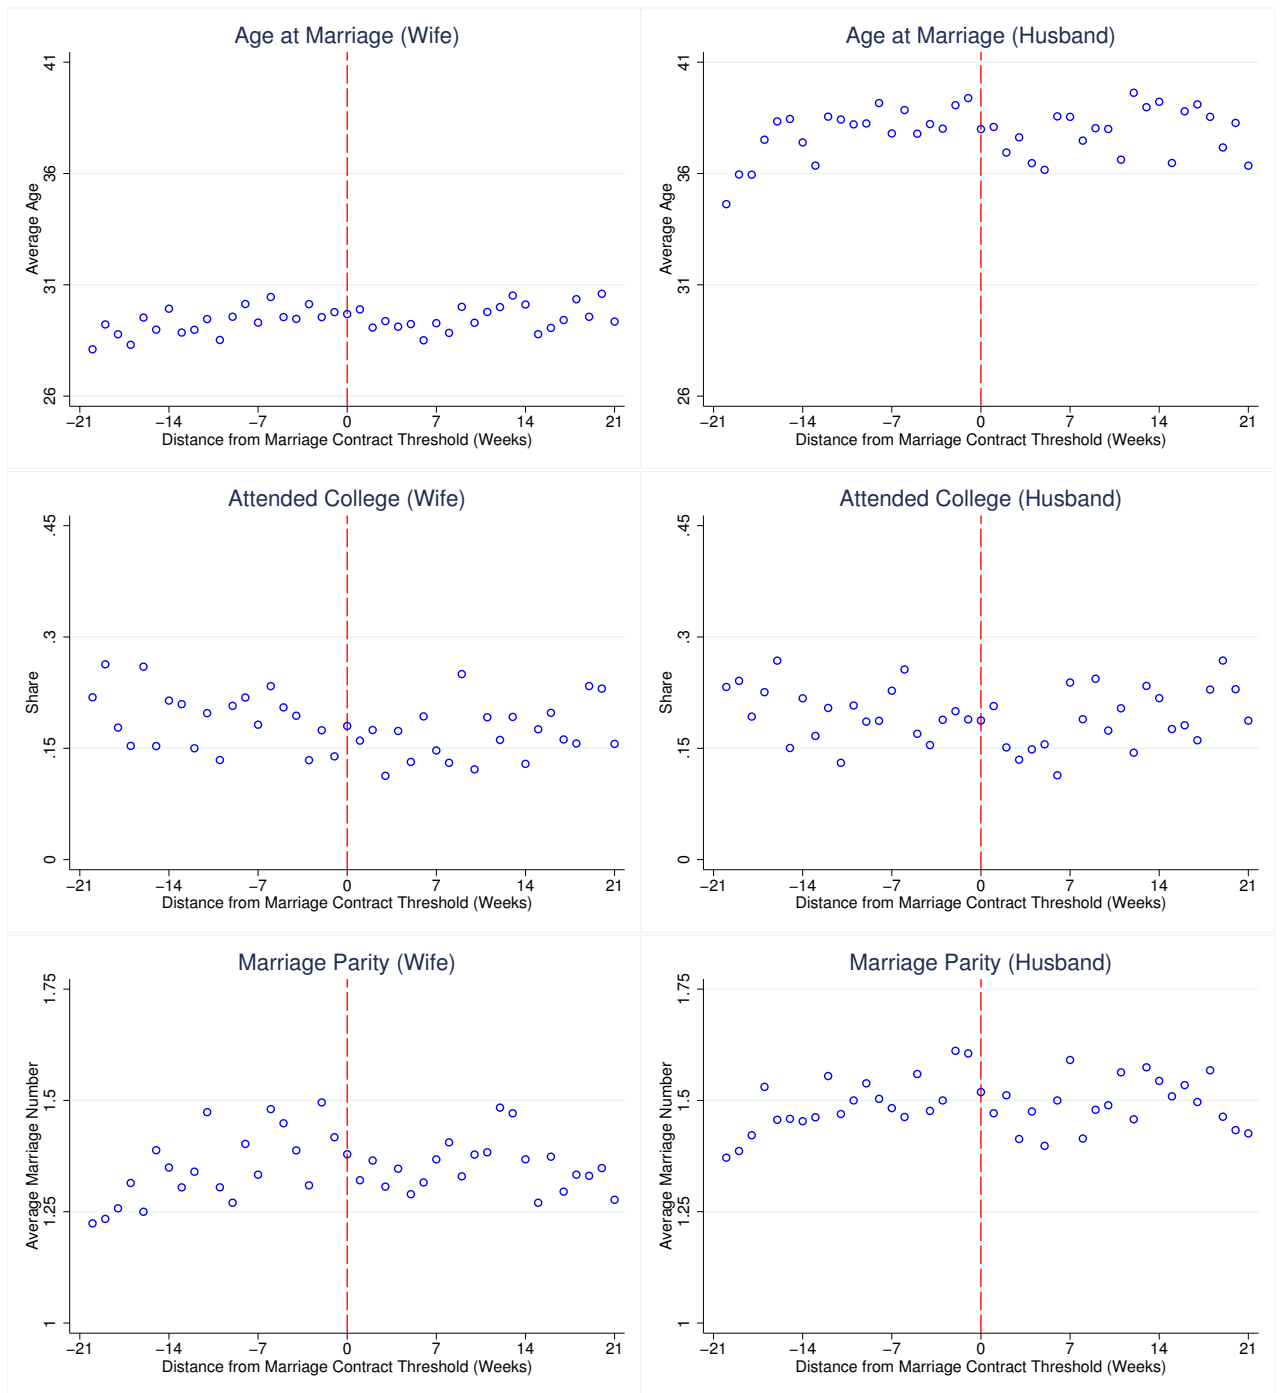 Age at Marriage (Wife)
Average Age
41
36
31
26
−21 −14 −7 0 7 14 21
Distance from Marriage Contract Threshold (Weeks)
Age at Marriage (Husband)
Average Age
41
36
31
26
−21 −14 −7 0 7 14 21
Distance from Marriage Contract Threshold (Weeks)
Attended College (Wife)
Share
.45
.3
.15
0
−21 −14 −7 0 7 14 21
Distance from Marriage Contract Threshold (Weeks)
Attended College (Husband)
Share
.45
.3
.15
0
−21 −14 −7 0 7 14 21
Distance from Marriage Contract Threshold (Weeks)
Marriage Parity (Wife)
Average Marriage Number
1.75
1.5
1.25
1
−21 −14 −7 0 7 14 21
Distance from Marriage Contract Threshold (Weeks)
Marriage Parity (Husband)
Average Marriage Number
1.75
1.5
1.25
1
−21 −14 −7 0 7 14 21
Distance from Marriage Contract Threshold (Weeks)